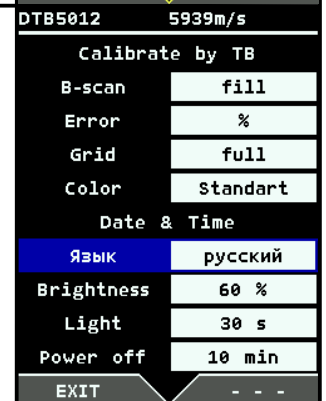 DTB5012 5939m/s
Calibrate by TB
B-scan fill
Error %
Grid full
Color Standart
Date & Time
Язык русский
Brightness 60 %
Light 30 s
Power off 10 min
EXIT - - -